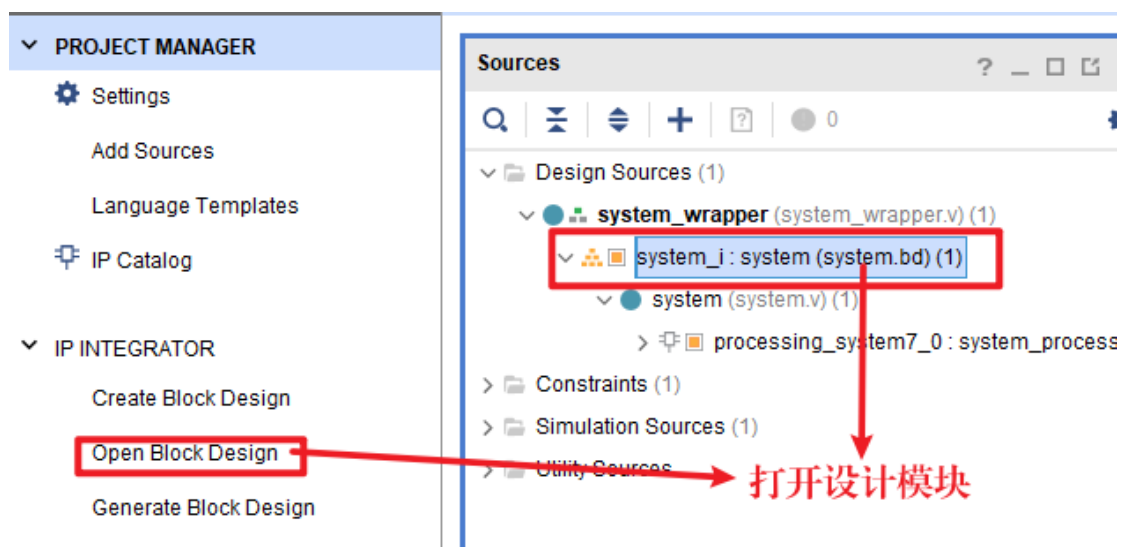 PROJECT MANAGER
Settings
Add Sources
Language Templates
IP Catalog
IP INTEGRATOR
Create Block Design
Open Block Design
Generate Block Design
Sources
?
? 0
Design Sources (1)
system_wrapper (system_wrapper.v) (1)
system_i : system (system.bd) (1)
system (system.v) (1)
processing_system7_0 : system_process
Constraints (1)
Simulation Sources (1)
Utility Sources
打开设计模块